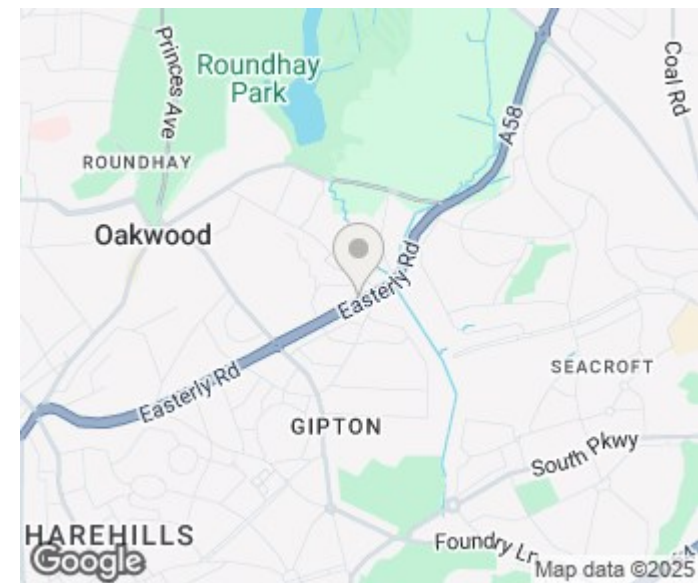 Princes Ave
Roundhay
Park
Coal Rd
A58
ROUNDHAY
Oakwood
Easterly Rd
Easterly Rd
SEACROFT
GIPTON
South Pkwy
HAREHILLS
Foundry Ln
Google
Map data ©2025